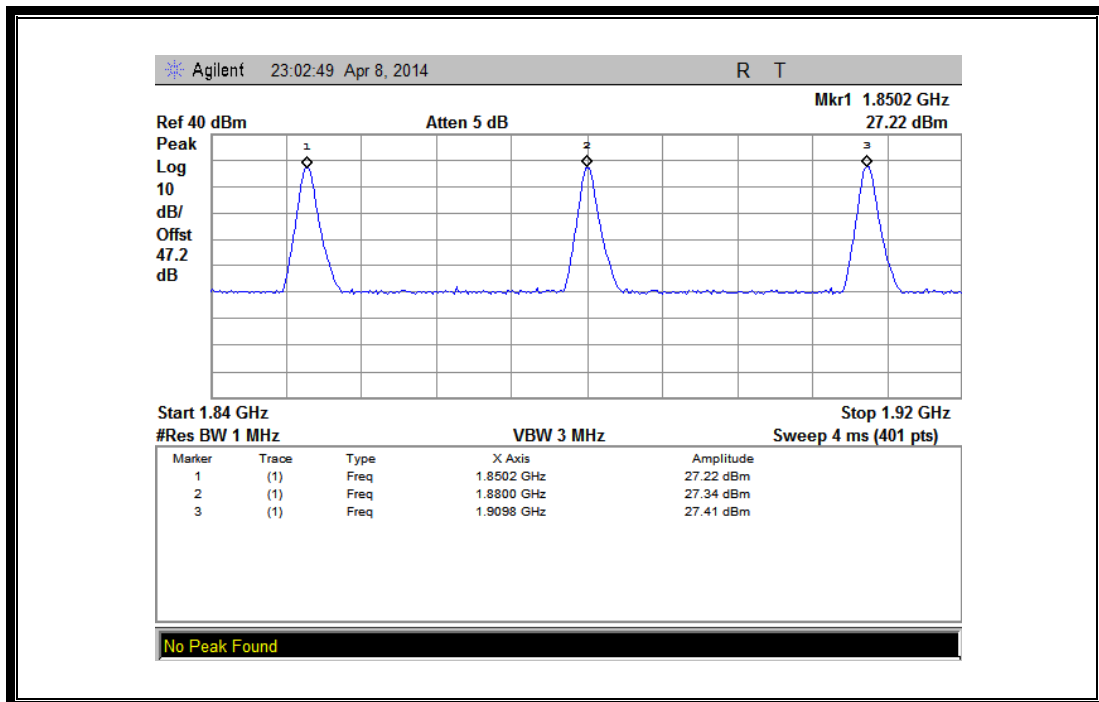 Agilent 23:02:49 Apr 8, 2014 R T
Mkr1 1.8502 GHz
Ref 40 dBm Atten 5 dB 27.22 dBm
Peak
Log
10
dB/
Offst
47.2
dB
1 2 3
Start 1.84 GHz Stop 1.92 GHz
#Res BW 1 MHz VBW 3 MHz Sweep 4 ms (401 pts)
Marker Trace Type X Axis Amplitude
1 (1) Freq 1.8502 GHz 27.22 dBm
2 (1) Freq 1.8800 GHz 27.34 dBm
3 (1) Freq 1.9098 GHz 27.41 dBm
No Peak Found